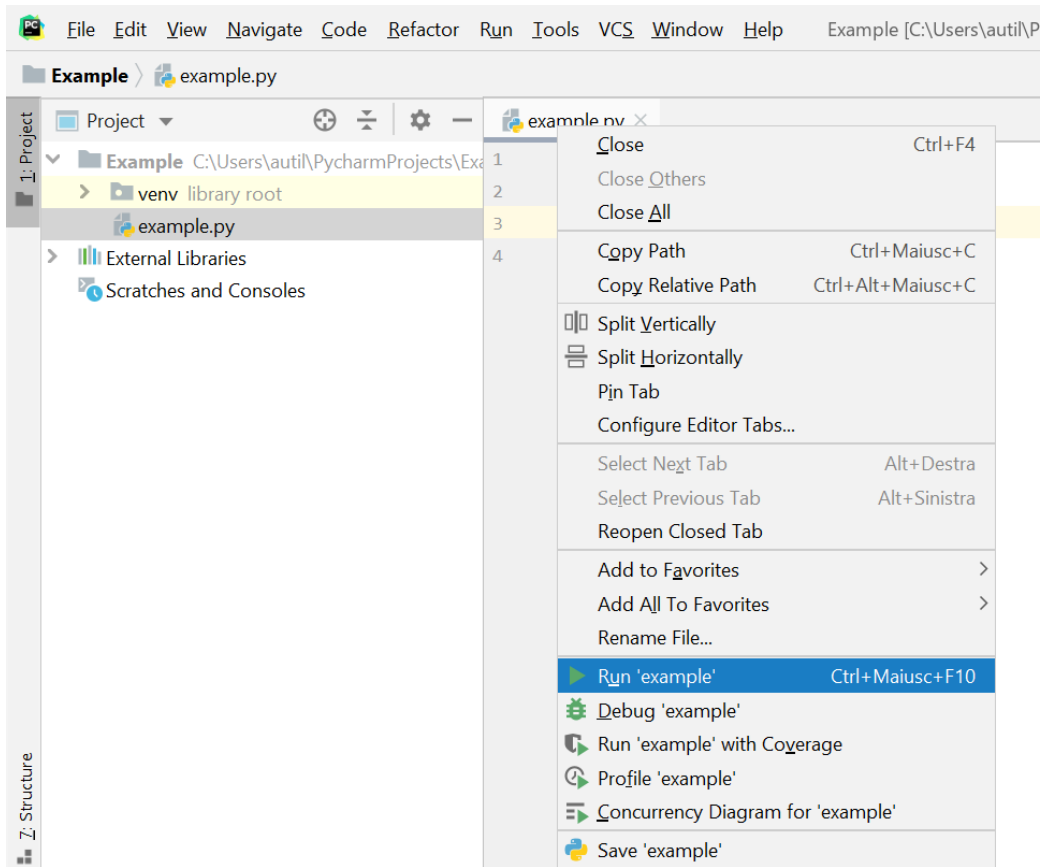 PC File Edit View Navigate Code Refactor Run Tools VCS Window Help Example [C:\Users\autil\P
Example example.py
1: Project
Project
Example C:\Users\autil\PycharmProjects\Exa
venv library root
example.py
External Libraries
Scratches and Consoles
Z: Structure
example.py
1
2
3
4
Close Ctrl+F4
Close Others
Close All
Copy Path Ctrl+Maiusc+C
Copy Relative Path Ctrl+Alt+Maiusc+C
Split Vertically
Split Horizontally
Pin Tab
Configure Editor Tabs...
Select Next Tab Alt+Destra
Select Previous Tab Alt+Sinistra
Reopen Closed Tab
Add to Favorites
Add All To Favorites
Rename File...
Run 'example' Ctrl+Maiusc+F10
Debug 'example'
Run 'example' with Coverage
Profile 'example'
Concurrency Diagram for 'example'
Save 'example'